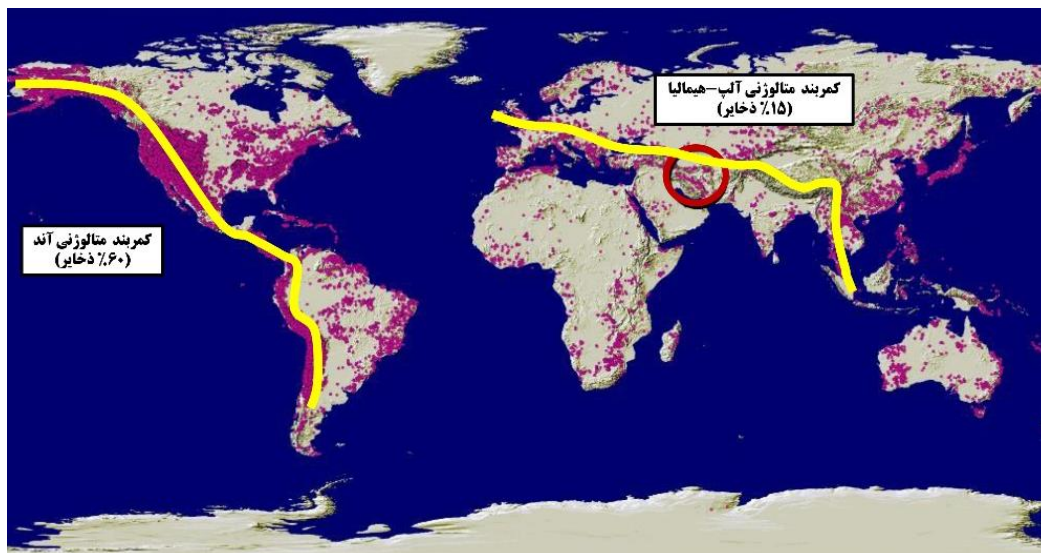 کمربند متالوژنی آلپ-هیمالیا
(۱۵٪ ذخایر)
کمربند متالوژنی آند
(۶۰٪ ذخایر)